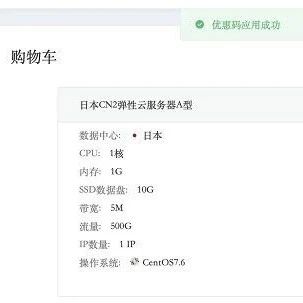 优惠码应用成功
购物车
日本CN2弹性云服务器A型
数据中心: 日本
CPU: 1核
内存: 1G
SSD数据盘: 10G
带宽: 5M
流量: 500G
IP数量: 1 IP
操作系统: CentOS7.6